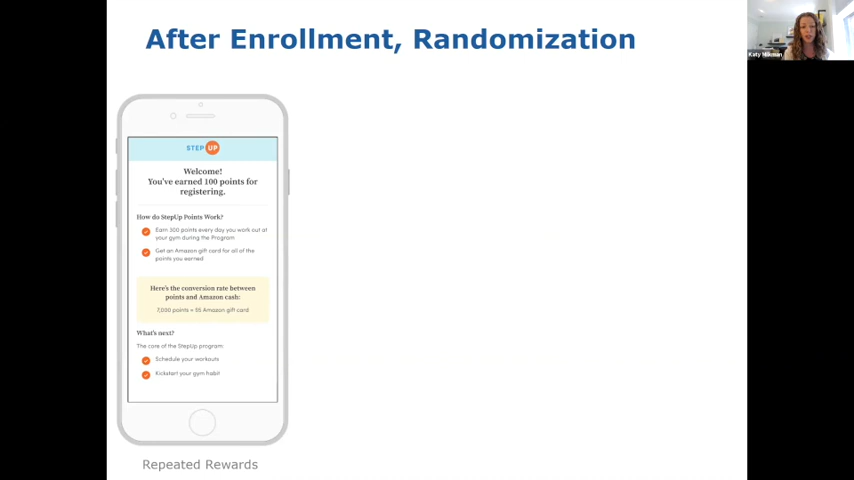 After Enrollment, Randomization
Katy Milkman
STEP UP
Welcome!
You've earned 100 points for
registering.
How do StepUp Points Work?
Earn 300 points every day you work out at
your gym during the Program
Get an Amazon gift card for all of the
points you earned
Here's the conversion rate between
points and Amazon cash:
7,000 points = $5 Amazon gift card
What's next?
The core of the StepUp program:
Schedule your workouts
Kickstart your gym habit
Repeated Rewards